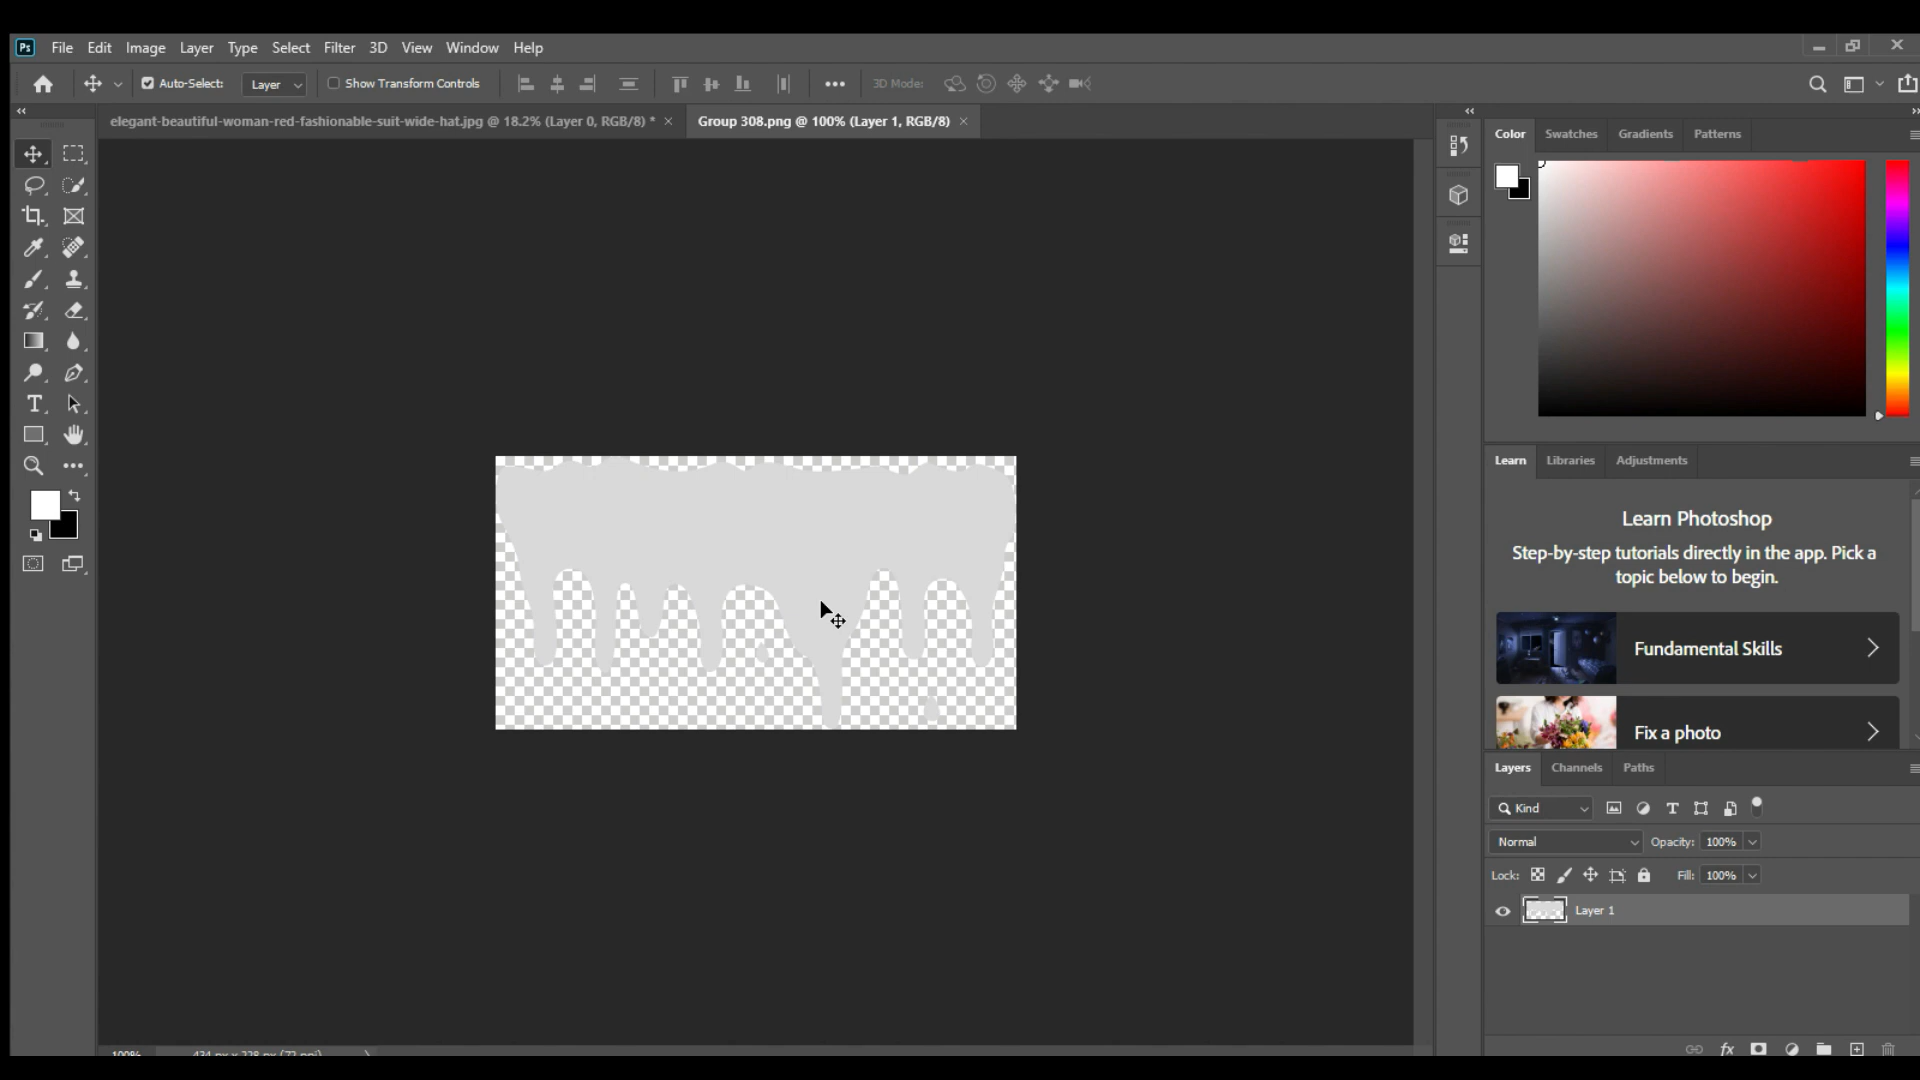 Ps File Edit Image Layer Type Select Filter 3D View Window Help
Auto-Select: Layer Show Transform Controls 3D Mode:
elegant-beautiful-woman-red-fashionable-suit-wide-hat.jpg @ 18.2% (Layer 0, RGB/8) * Group 308.png @ 100% (Layer 1, RGB/8)
Color Swatches Gradients Patterns
Learn Libraries Adjustments
Learn Photoshop
Step-by-step tutorials directly in the app. Pick a
topic below to begin.
Fundamental Skills
Fix a photo
Layers Channels Paths
Kind
Normal Opacity: 100%
Lock: Fill: 100%
Layer 1